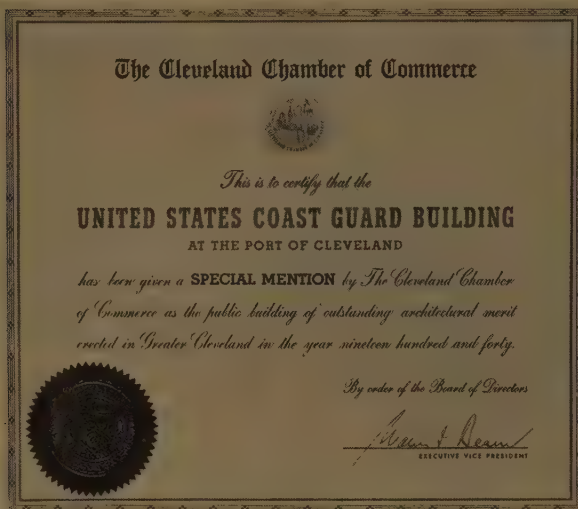 The Cleveland Chamber of Commerce
This is to certify that the
UNITED STATES COAST GUARD BUILDING
AT THE PORT OF CLEVELAND
has been given a SPECIAL MENTION by The Cleveland Chamber
of Commerce as the public building of outstanding architectural merit
erected in Greater Cleveland in the year nineteen hundred and forty.
By order of the Board of Directors
EXECUTIVE VICE PRESIDENT